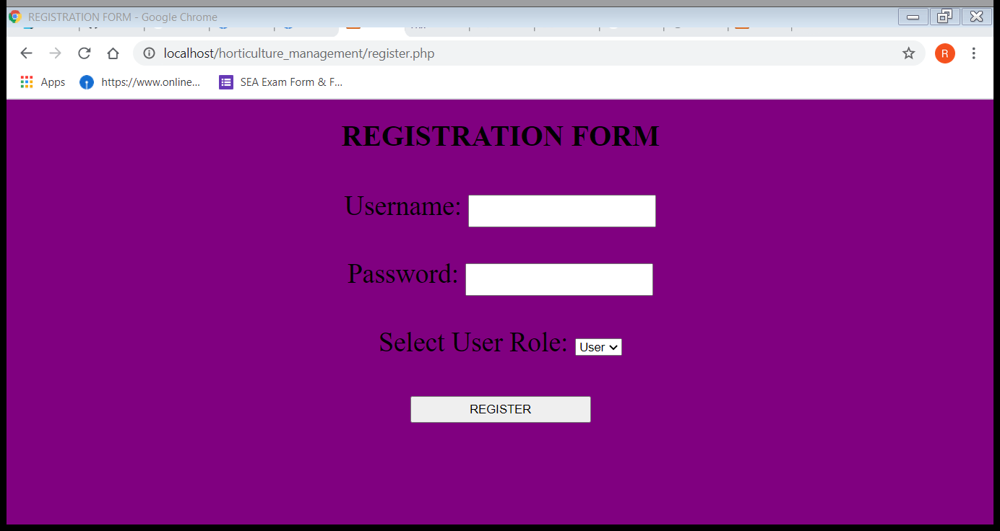 REGISTRATION FORM - Google Chrome
localhost/horticulture_management/register.php
R
Apps https://www.online... SEA Exam Form & F...
REGISTRATION FORM
Username:
Password:
Select User Role: User
REGISTER